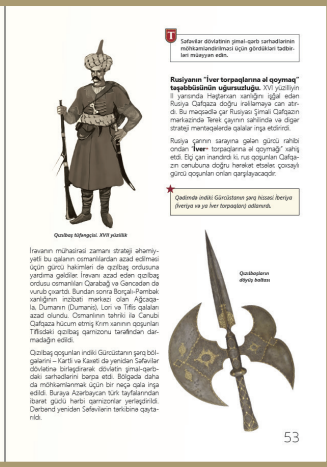 T
Səfəvilər dövlətinin şimal-qərb sərhədlərinin
möhkəmləndirilməsi üçün gördükləri tədbir-
ləri müəyyən edin.
Rusiyanın "İver torpaqlarına əl qoymaq"
təşəbbüsünün uğursuzluğu. XVI yüzilliyin
II yarısında Həştərxan xanlığını işğal edən
Rusiya Qafqaza doğru irəliləməyə can atır-
dı. Bu məqsədlə çar Rusiyası Şimali Qafqazın
mərkəzində Terek çayının sahilində və digər
strateji məntəqələrdə qalalar inşa etdirirdi.
Rusiya çarının sarayına gələn gürcü rahibi
ondan "İver torpaqlarına əl qoymağı" xahiş
etdi. Elçi çarı inandırdı ki, rus qoşunları Qafqa-
zın cənubuna doğru hərəkət etsələr, çoxsaylı
gürcü qoşunları onları qarşılayacaqdır.
Qədimdə indiki Gürcüstanın şərq hissəsi İberiya
(İveriya və ya İver torpaqları) adlanırdı.
Qızılbaş tüfəngçisi. XVII yüzillik
İrəvanın mühasirəsi zamanı strateji əhəmiy-
yətli bu qalanın osmanlılardan azad edilməsi
üçün gürcü hakimləri də qızılbaş ordusuna
yardıma gəldilər. İrəvanı azad edən qızılbaş
ordusu osmanlıları Qarabağ və Gəncədən də
vurub çıxartdı. Bundan sonra Borçalı-Pəmbək
xanlığının inzibati mərkəzi olan Ağcaqa-
la, Dumanın (Dumanis), Lori və Tiflis qalaları
azad olundu. Osmanlının təhriki ilə Cənubi
Qafqaza hücum etmiş Krım xanının qoşunları
Tiflisdəki qızılbaş qarnizonu tərəfindən dar-
madağın edildi.
Qızılbaş qoşunları indiki Gürcüstanın şərq böl-
gələrini – Kartli və Kaxeti də yenidən Səfəvilər
dövlətinə birləşdirərək dövlətin şimal-qərb-
dəki sərhədlərini bərpa etdi. Bölgədə daha
da möhkəmlənmək üçün bir neçə qala inşa
edildi. Buraya Azərbaycan türk tayfalarından
ibarət güclü hərbi qarnizonlar yerləşdirildi.
Dərbənd yenidən Səfəvilərin tərkibinə qayta-
rıldı.
Qızılbaşların
döyüş baltası
53